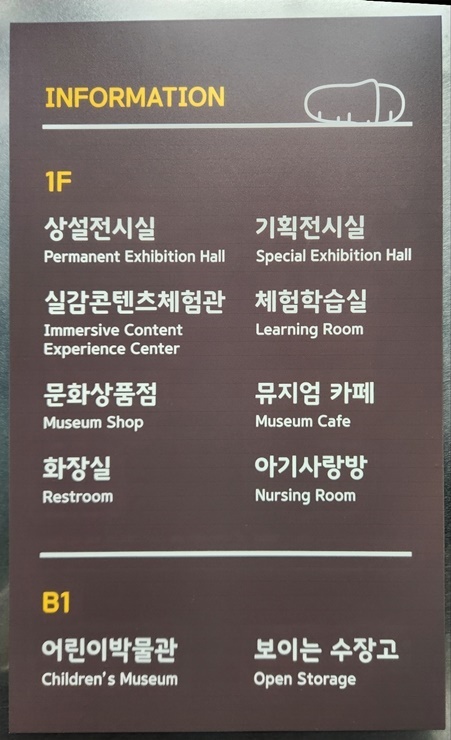 INFORMATION
1F
상설전시실
Permanent Exhibition Hall
기획전시실
Special Exhibition Hall
실감콘텐츠체험관
Immersive Content
Experience Center
체험학습실
Learning Room
문화상품점
Museum Shop
뮤지엄 카페
Museum Cafe
화장실
Restroom
아기사랑방
Nursing Room
B1
어린이박물관
Children's Museum
보이는 수장고
Open Storage